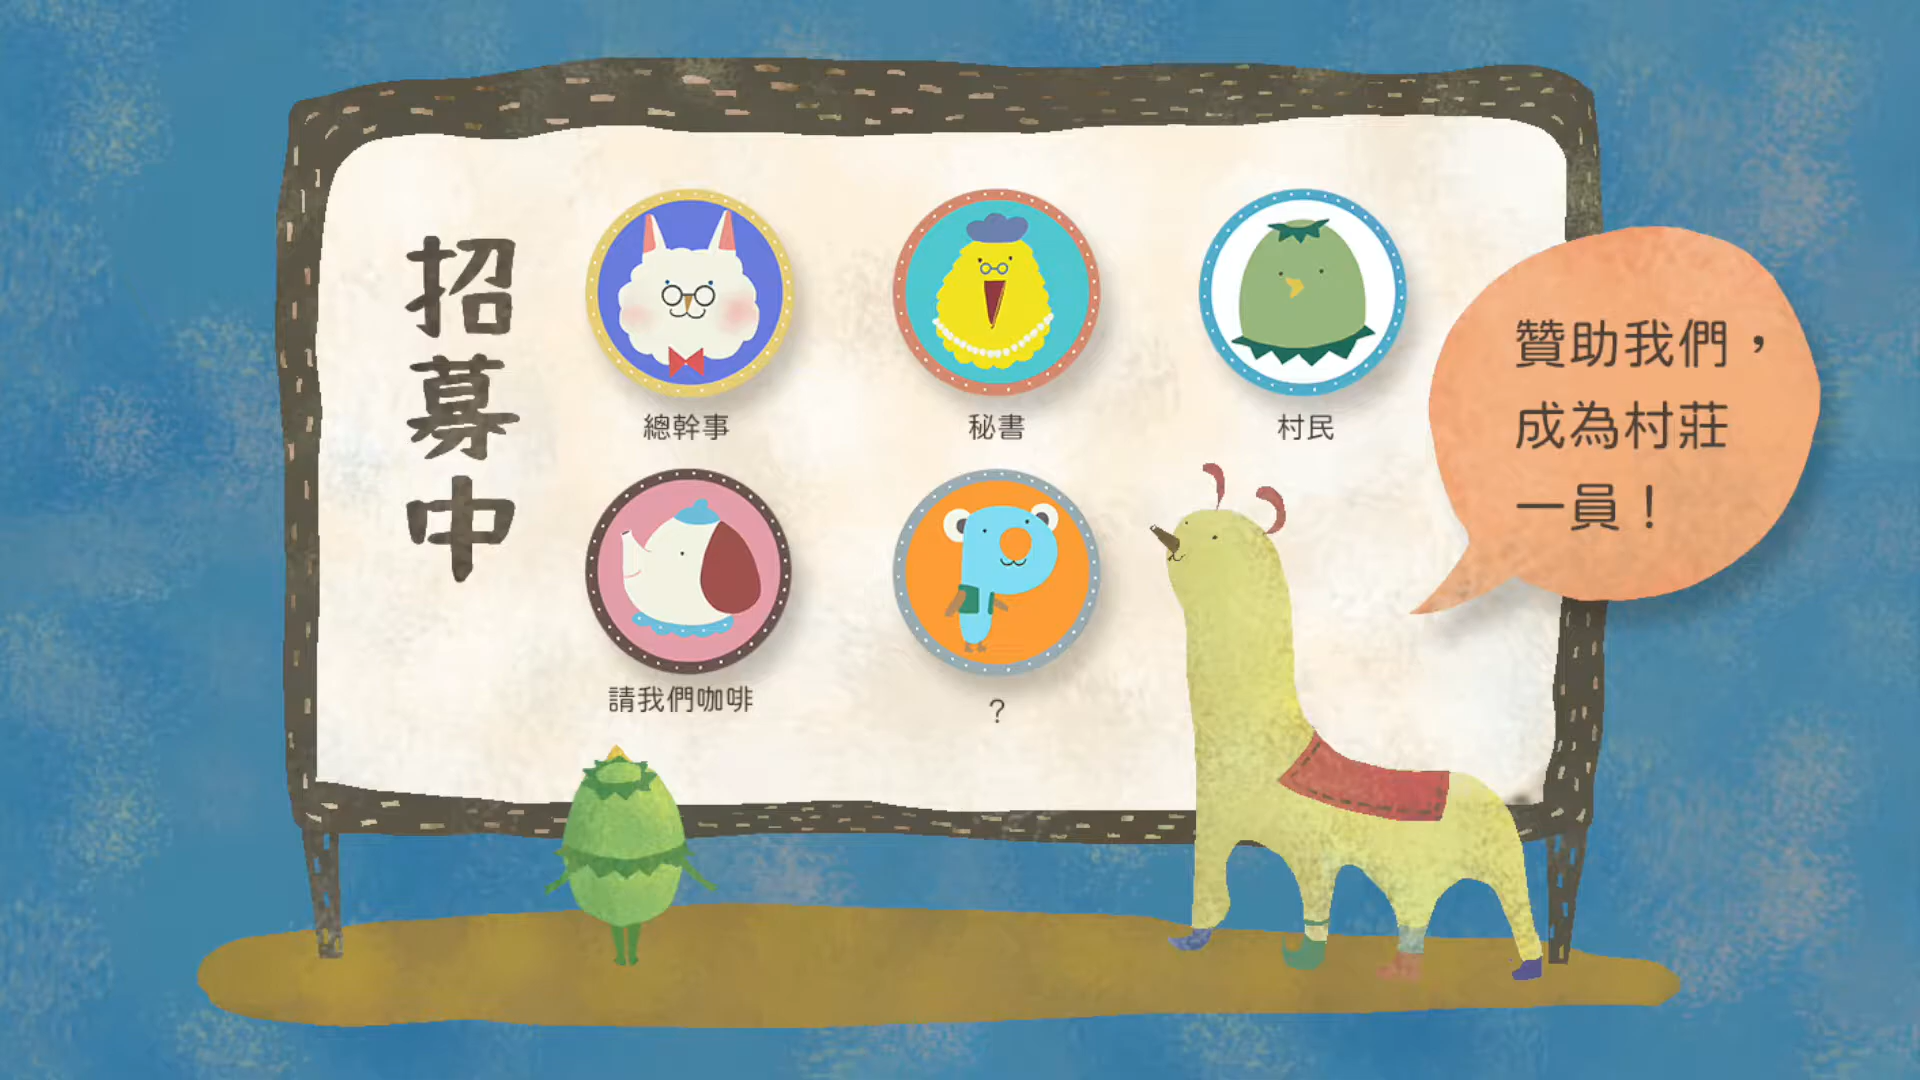 招募中
總幹事
秘書
村民
請我們咖啡
？
贊助我們，
成為村莊
一員！